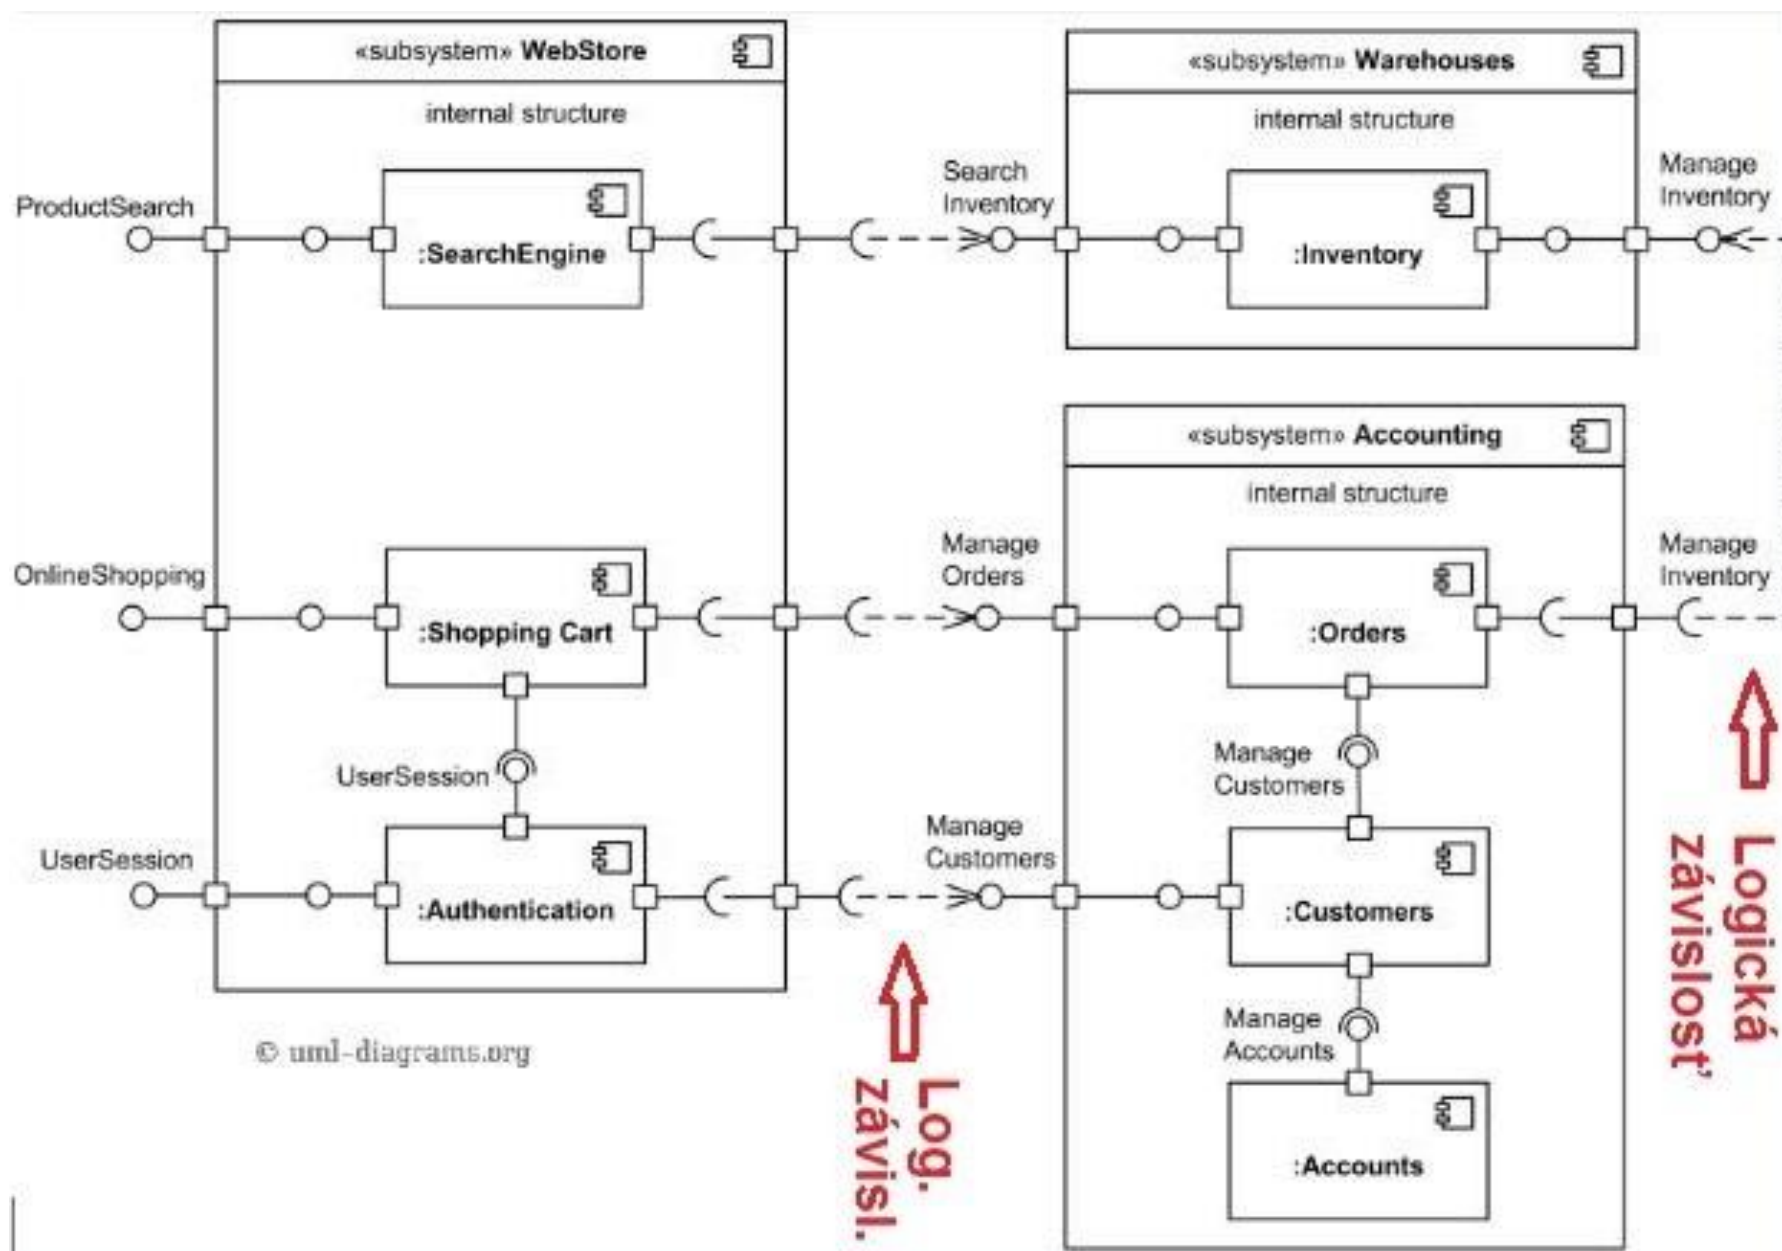 «subsystem» WebStore
internal structure
ProductSearch
:SearchEngine
OnlineShopping
:Shopping Cart
UserSession
UserSession
:Authentication
© uml-diagrams.org
Search
Inventory
«subsystem» Warehouses
internal structure
:Inventory
Manage
Inventory
«subsystem» Accounting
internal structure
Manage
Orders
:Orders
Manage
Inventory
Manage
Customers
Manage
Customers
:Customers
Manage
Accounts
:Accounts
Log.
závisl.
Logická
závislosť